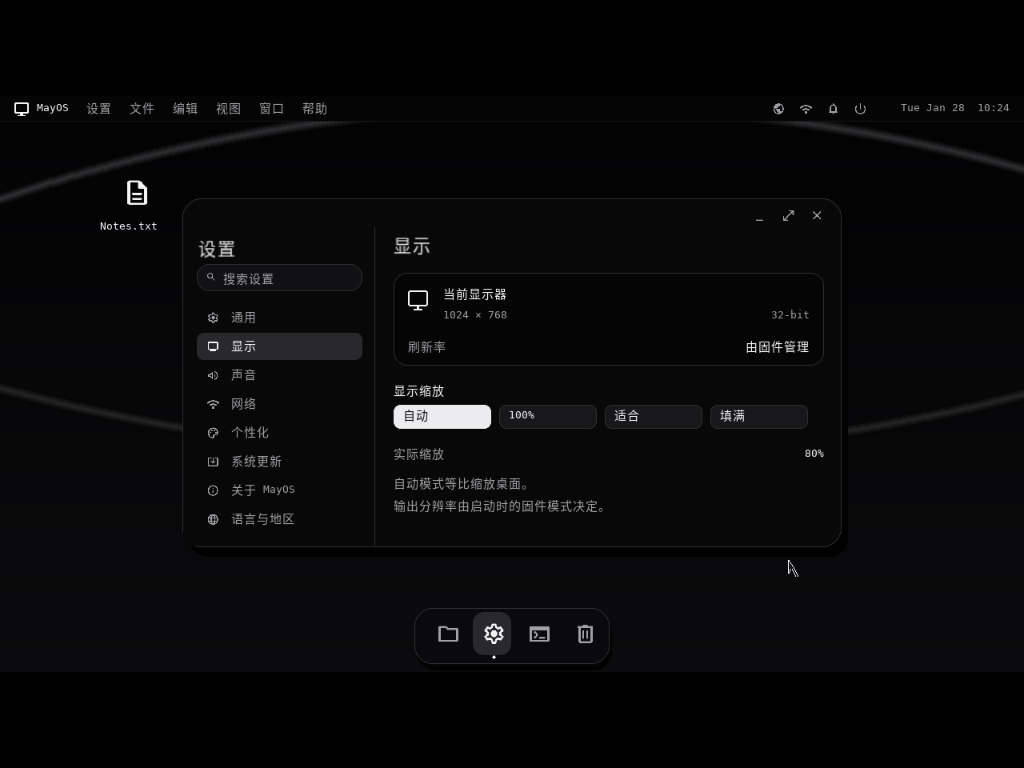 MayOS 设置 文件 编辑 视图 窗口 帮助 Tue Jan 28 10:24
Notes.txt
设置
搜索设置
通用
显示
声音
网络
个性化
系统更新
关于 MayOS
语言与地区
显示
当前显示器
1024 × 768 32-bit
刷新率 由固件管理
显示缩放
自动 100% 适合 填满
实际缩放 80%
自动模式等比缩放桌面。
输出分辨率由启动时的固件模式决定。